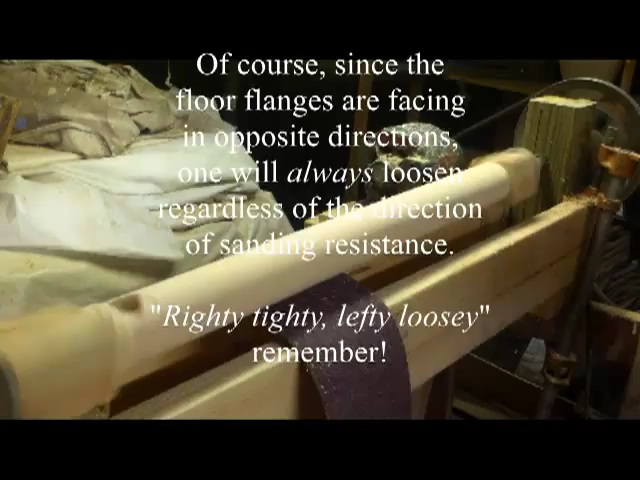 Of course, since the
floor flanges are facing
in opposite directions,
one will always loosen
regardless of the direction
of sanding resistance.
"Righty tighty, lefty loosey"
remember!